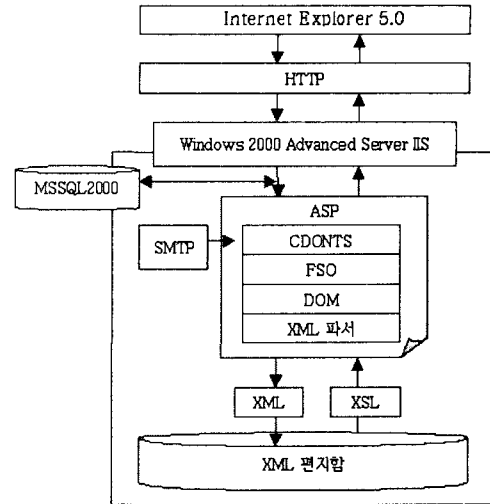 Internet Explorer 5.0
HTTP
Windows 2000 Advanced Server IIS
MSSQL2000
ASP
SMTP
CDONTS
FSO
DOM
XML 파서
XML
XSL
XML 편지함